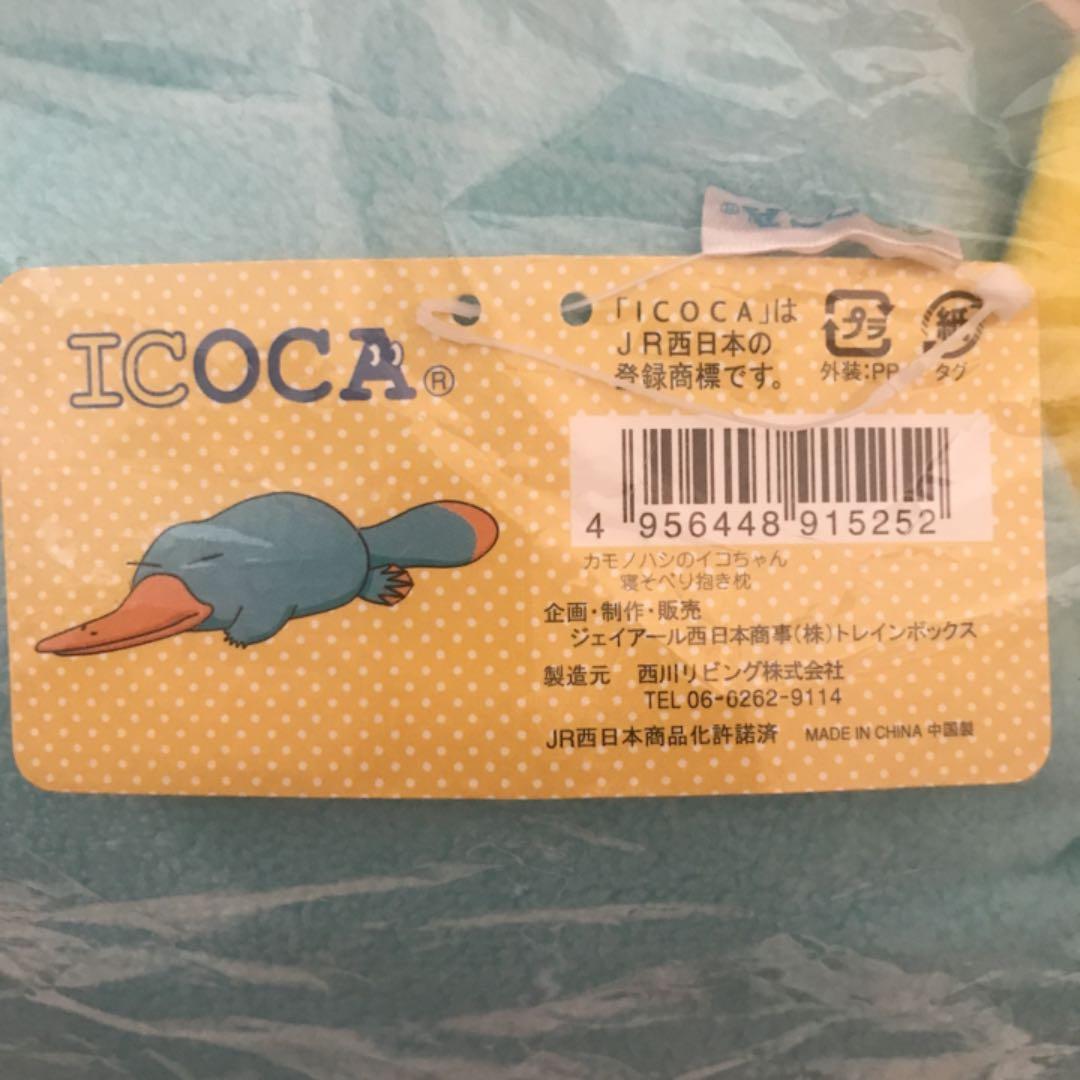 ICOCA®
「ICOCA」は
JR西日本の
登録商標です。
プラ
外装:PP
紙
タグ
4 956448 915252
カモノハシのイコちゃん
寝そべり抱き枕
企画・制作・販売
ジェイアール西日本商事(株)トレインボックス
製造元 西川リビング株式会社
TEL 06-6262-9114
JR西日本商品化許諾済 MADE IN CHINA 中国製